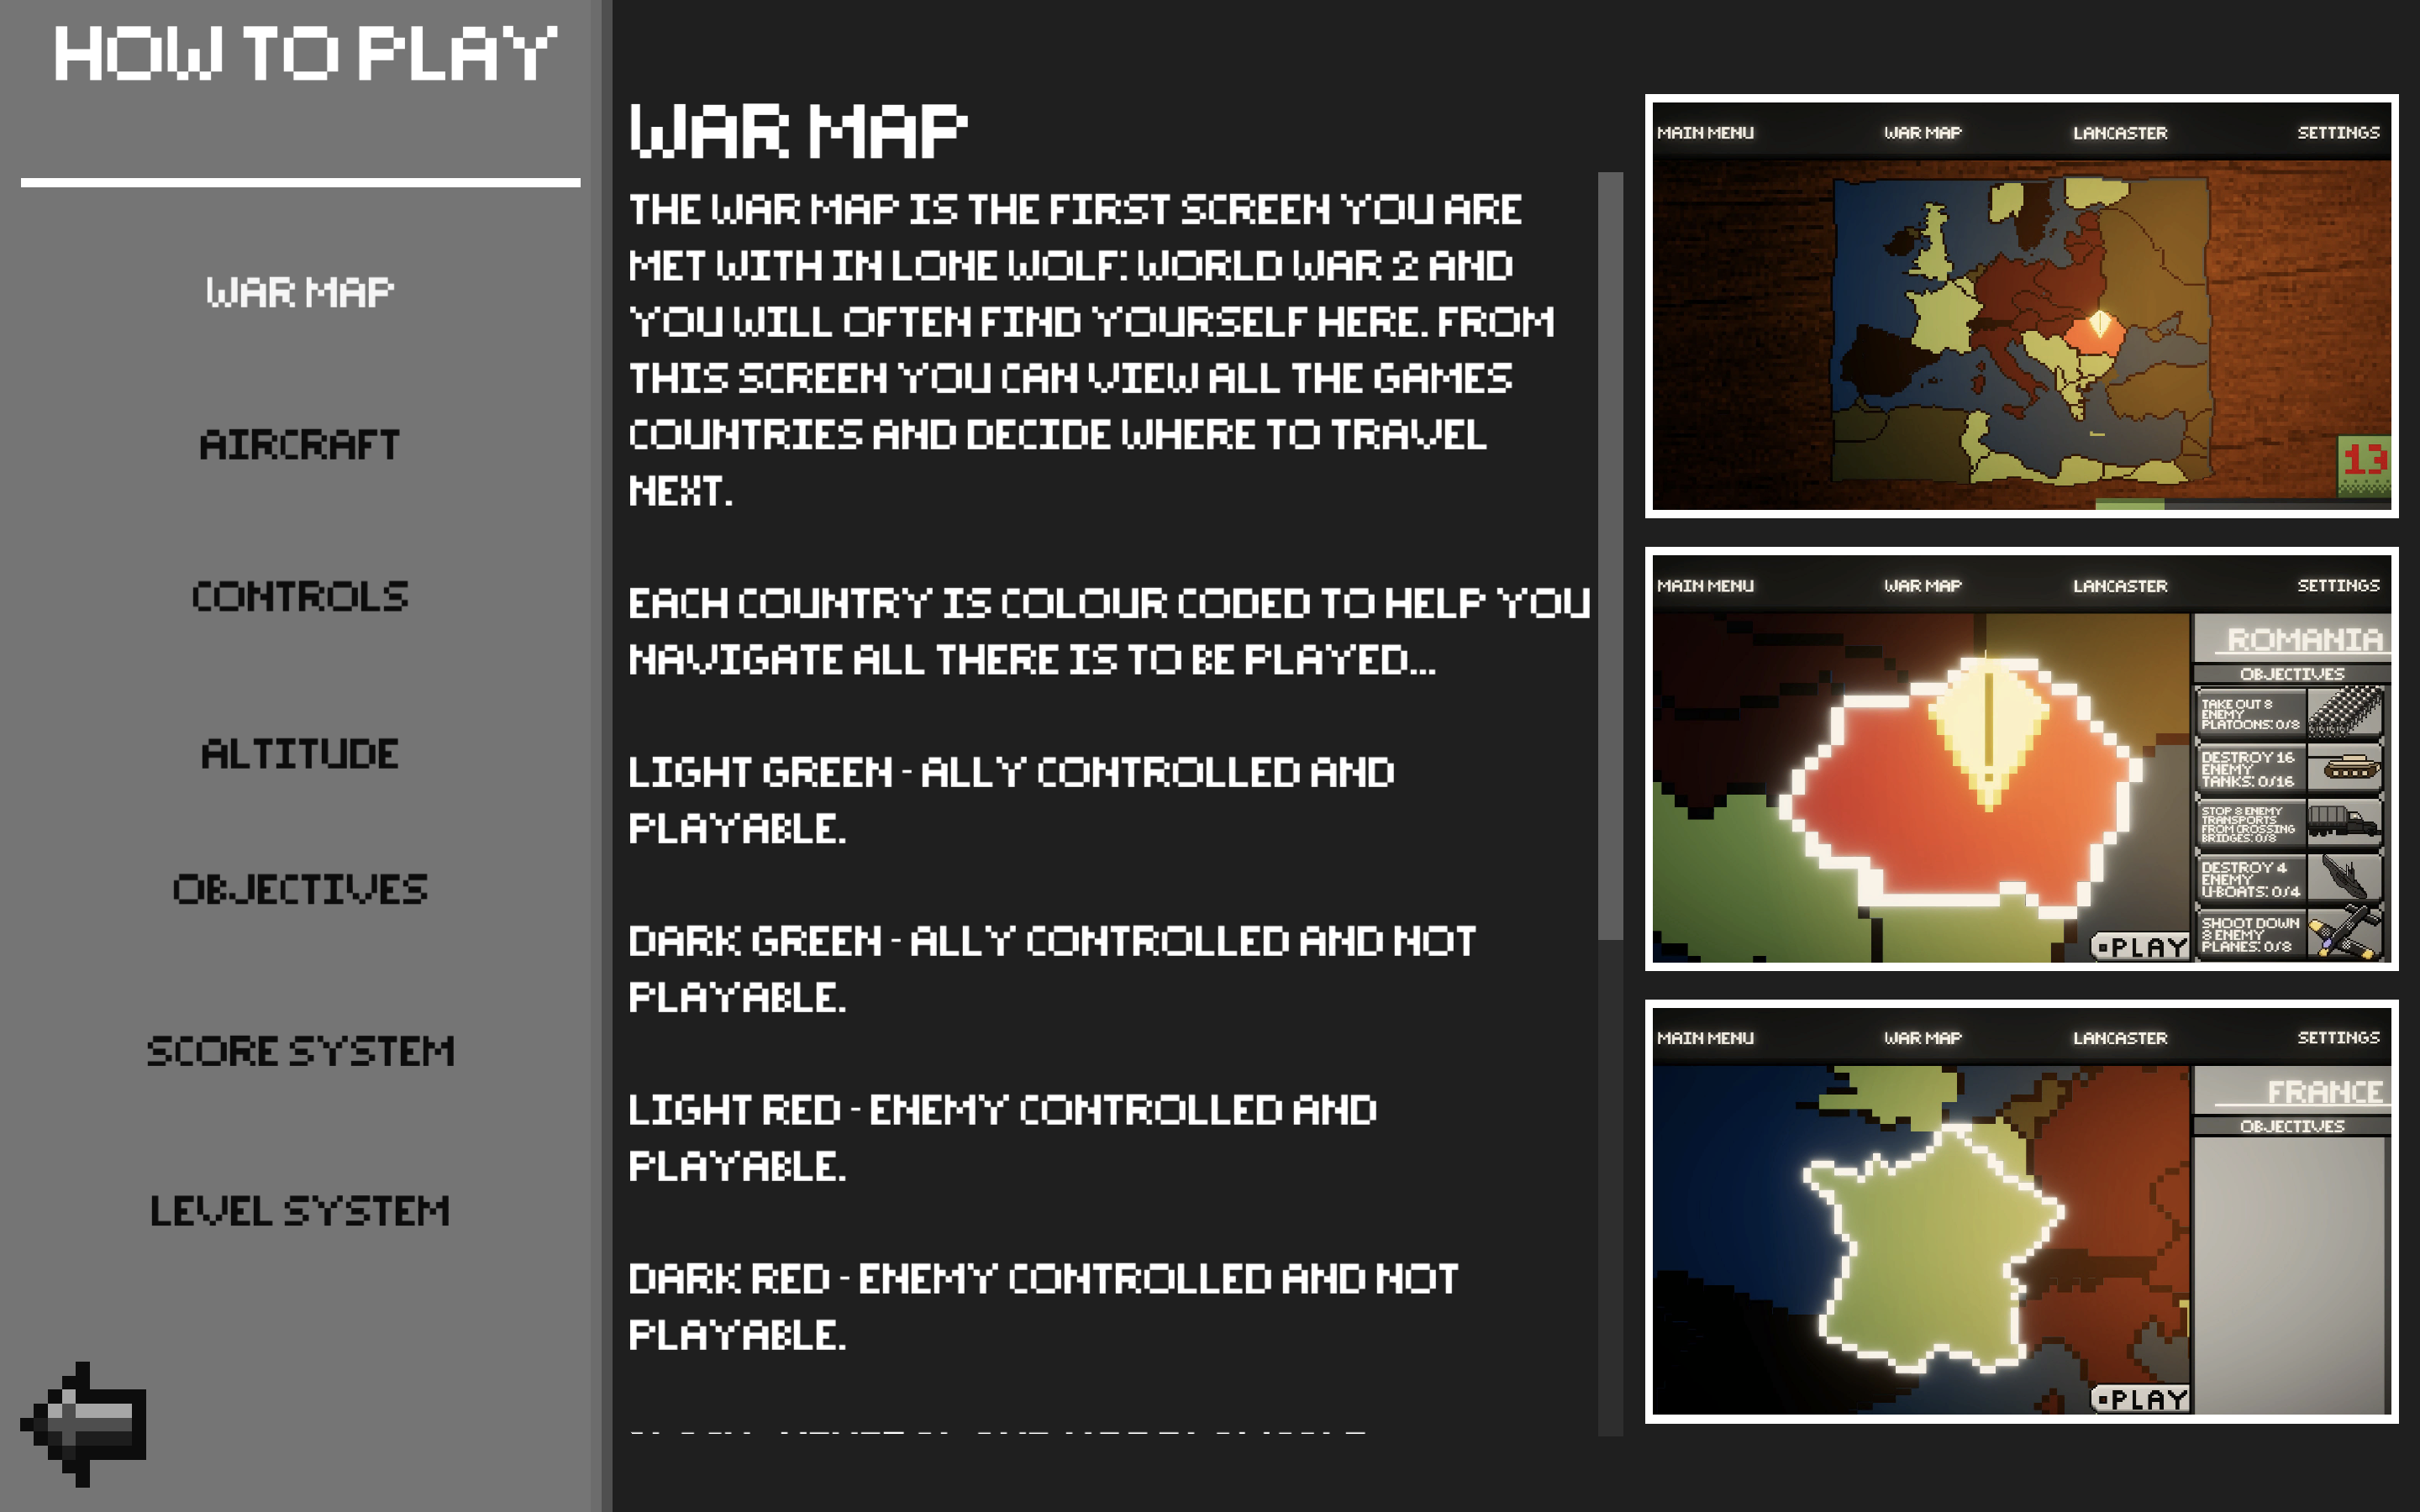 HOW TO PLAY
WAR MAP
AIRCRAFT
CONTROLS
ALTITUDE
OBJECTIVES
SCORE SYSTEM
LEVEL SYSTEM
WAR MAP
THE WAR MAP IS THE FIRST SCREEN YOU ARE
MET WITH IN LONE WOLF: WORLD WAR 2 AND
YOU WILL OFTEN FIND YOURSELF HERE. FROM
THIS SCREEN YOU CAN VIEW ALL THE GAMES
COUNTRIES AND DECIDE WHERE TO TRAVEL
NEXT.
EACH COUNTRY IS COLOUR CODED TO HELP YOU
NAVIGATE ALL THERE IS TO BE PLAYED...
LIGHT GREEN - ALLY CONTROLLED AND
PLAYABLE.
DARK GREEN - ALLY CONTROLLED AND NOT
PLAYABLE.
LIGHT RED - ENEMY CONTROLLED AND
PLAYABLE.
DARK RED - ENEMY CONTROLLED AND NOT
PLAYABLE.
MAIN MENU WAR MAP LANCASTER SETTINGS
13
MAIN MENU WAR MAP LANCASTER SETTINGS
ROMANIA
OBJECTIVES
TAKE OUT 8
ENEMY
PLATOONS: 0/8
DESTROY 16
ENEMY
TANKS: 0/16
STOP 8 ENEMY
TRANSPORTS
FROM CROSSING
BRIDGES: 0/8
DESTROY 4
ENEMY
U-BOATS: 0/4
SHOOT DOWN
8 ENEMY
PLANES: 0/8
PLAY
MAIN MENU WAR MAP LANCASTER SETTINGS
FRANCE
OBJECTIVES
PLAY